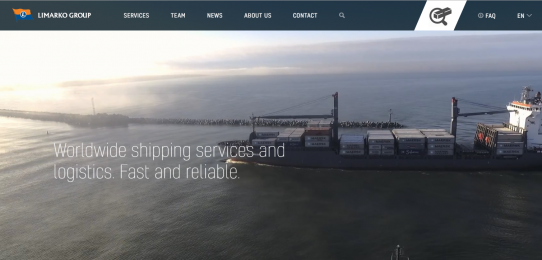 LIMARKO GROUP SERVICES TEAM NEWS ABOUT US CONTACT FAQ EN
Worldwide shipping services and
logistics. Fast and reliable.